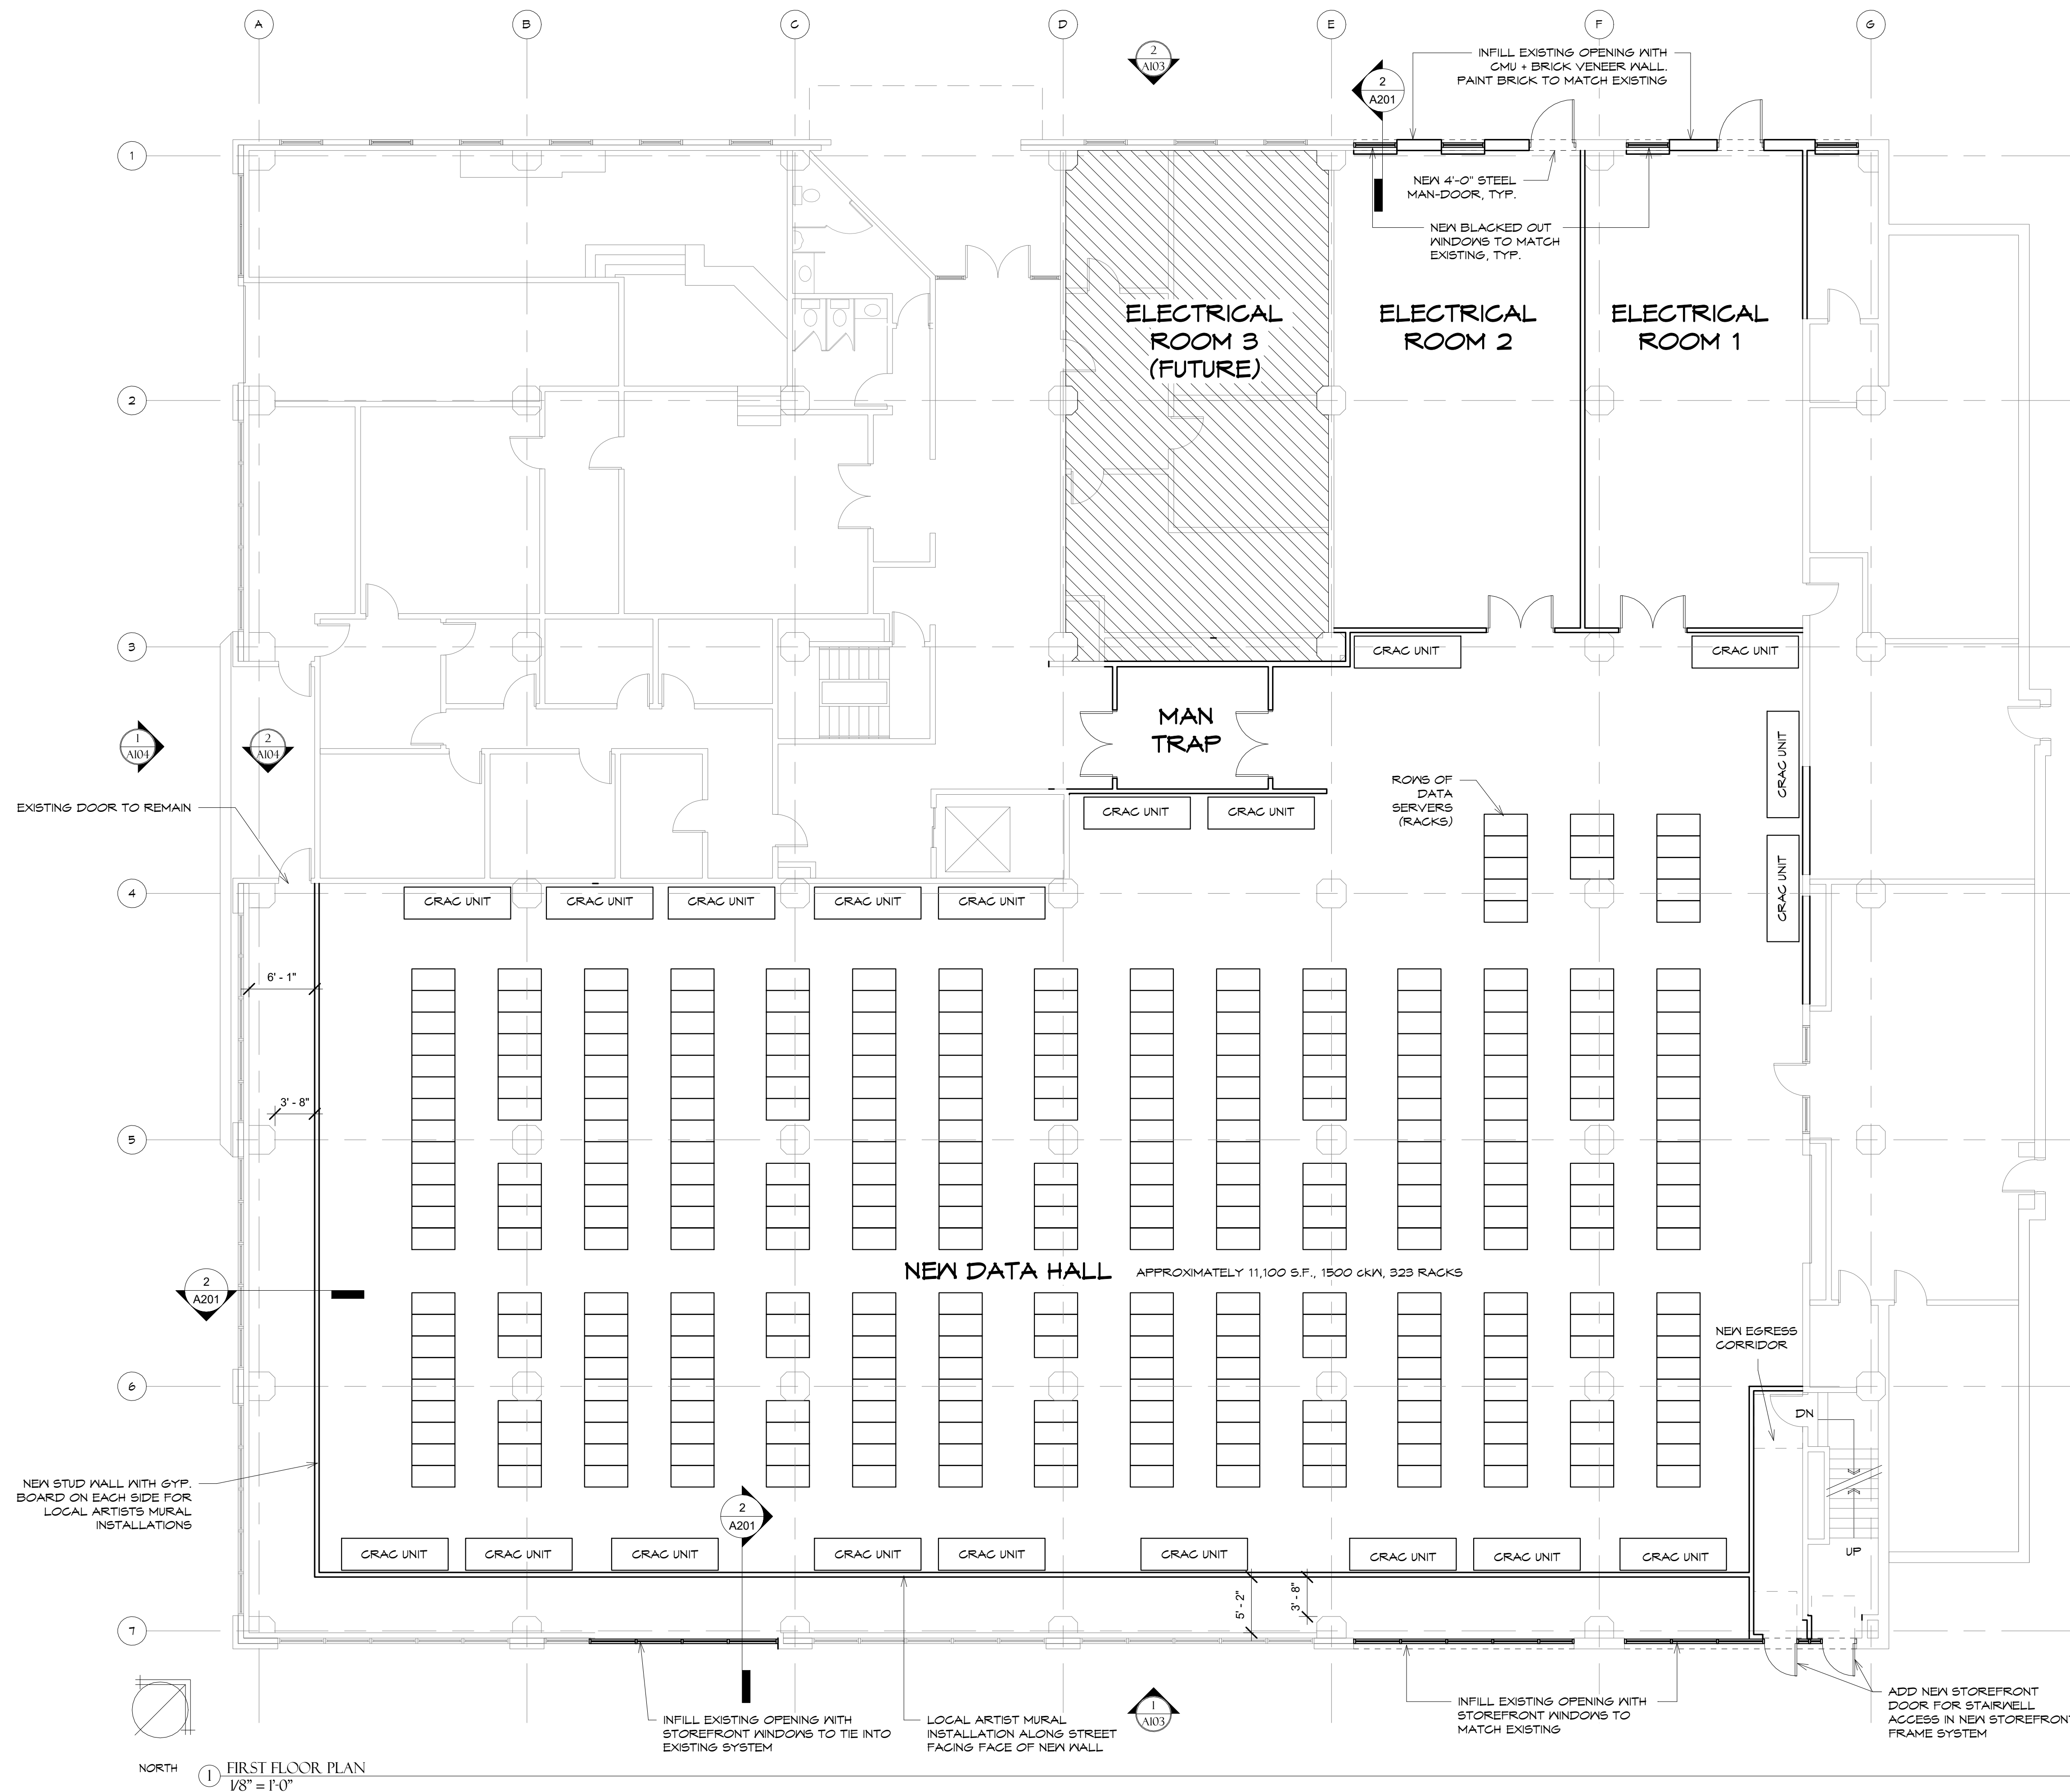 A
B
C
D
E
F
G
2
A103
2
A201
INFILL EXISTING OPENING WITH
CMU + BRICK VENEER WALL.
PAINT BRICK TO MATCH EXISTING
1
NEW 4'-0" STEEL
MAN-DOOR, TYP.
NEW BLACKED OUT
WINDOWS TO MATCH
EXISTING, TYP.
ELECTRICAL
ROOM 3
(FUTURE)
ELECTRICAL
ROOM 2
ELECTRICAL
ROOM 1
2
3
CRAC UNIT
CRAC UNIT
MAN
TRAP
1
A104
2
A104
CRAC UNIT
EXISTING DOOR TO REMAIN
ROWS OF
DATA
SERVERS
(RACKS)
CRAC UNIT
CRAC UNIT
CRAC UNIT
4
CRAC UNIT
CRAC UNIT
CRAC UNIT
CRAC UNIT
CRAC UNIT
6' - 1"
3' - 8"
5
NEW DATA HALL
APPROXIMATELY 11,100 S.F., 1500 ckW, 323 RACKS
2
A201
NEW EGRESS
CORRIDOR
6
DN
UP
NEW STUD WALL WITH GYP.
BOARD ON EACH SIDE FOR
LOCAL ARTISTS MURAL
INSTALLATIONS
2
A201
CRAC UNIT
CRAC UNIT
CRAC UNIT
CRAC UNIT
CRAC UNIT
CRAC UNIT
CRAC UNIT
CRAC UNIT
CRAC UNIT
5' - 2"
3' - 8"
7
INFILL EXISTING OPENING WITH
STOREFRONT WINDOWS TO TIE INTO
EXISTING SYSTEM
LOCAL ARTIST MURAL
INSTALLATION ALONG STREET
FACING FACE OF NEW WALL
1
A103
INFILL EXISTING OPENING WITH
STOREFRONT WINDOWS TO
MATCH EXISTING
ADD NEW STOREFRONT
DOOR FOR STAIRWELL
ACCESS IN NEW STOREFRONT
FRAME SYSTEM
NORTH
1
FIRST FLOOR PLAN
1/8" = 1'-0"